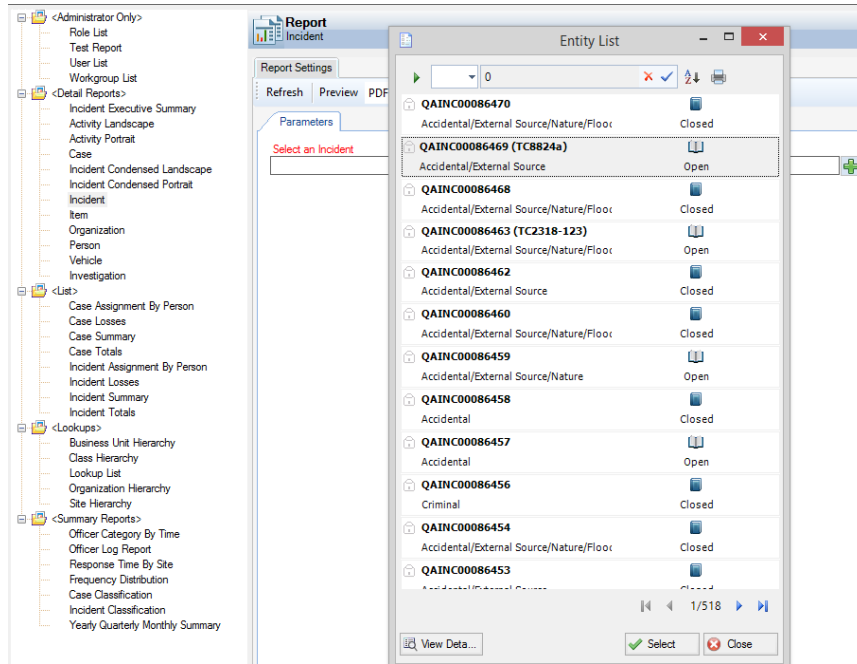 <Administrator Only>
Role List
Test Report
User List
Workgroup List
<Detail Reports>
Incident Executive Summary
Activity Landscape
Activity Portrait
Case
Incident Condensed Landscape
Incident Condensed Portrait
Incident
Item
Organization
Person
Vehicle
Investigation
<List>
Case Assignment By Person
Case Losses
Case Summary
Case Totals
Incident Assignment By Person
Incident Losses
Incident Summary
Incident Totals
<Lookups>
Business Unit Hierarchy
Class Hierarchy
Lookup List
Organization Hierarchy
Site Hierarchy
<Summary Reports>
Officer Category By Time
Officer Log Report
Response Time By Site
Frequency Distribution
Case Classification
Incident Classification
Yearly Quarterly Monthly Summary
Report
Incident
Report Settings
Refresh Preview PDF
Parameters
Select an Incident
Entity List
0
QAINC00086470
Accidental/External Source/Nature/Flooc Closed
QAINC00086469 (TC8824a)
Accidental/External Source Open
QAINC00086468
Accidental/External Source/Nature/Flooc Closed
QAINC00086463 (TC2318-123)
Accidental/External Source/Nature/Flooc Open
QAINC00086462
Accidental/External Source Closed
QAINC00086460
Accidental/External Source/Nature/Flooc Closed
QAINC00086459
Accidental/External Source/Nature Open
QAINC00086458
Accidental Closed
QAINC00086457
Accidental Open
QAINC00086456
Criminal Closed
QAINC00086454
Accidental/External Source/Nature/Flooc Closed
QAINC00086453
Accidental/External Source Closed
1/518
View Deta... Select Close